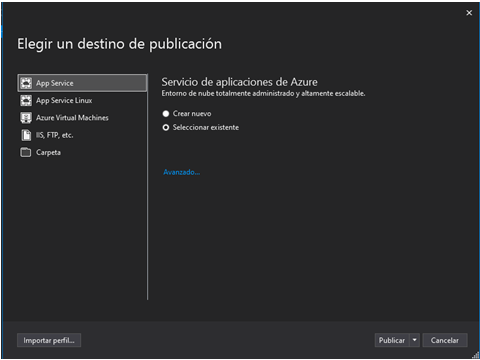 Elegir un destino de publicación
App Service
App Service Linux
Azure Virtual Machines
IIS, FTP, etc.
Carpeta
Servicio de aplicaciones de Azure
Entorno de nube totalmente administrado y altamente escalable.
Crear nuevo
Seleccionar existente
Avanzado...
Importar perfil...
Publicar
Cancelar